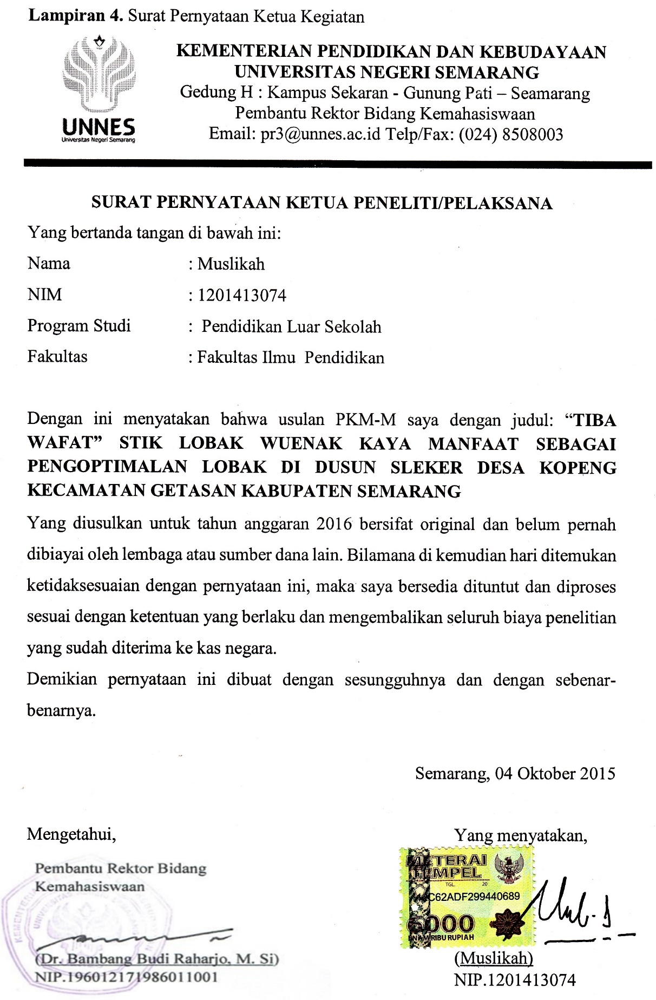 Lampiran 4. Surat Pernyataan Ketua Kegiatan
KEMENTERIAN PENDIDIKAN DAN KEBUDAYAAN
UNIVERSITAS NEGERI SEMARANG
Gedung H : Kampus Sekaran - Gunung Pati – Seamarang
Pembantu Rektor Bidang Kemahasiswaan
Email: pr3@unnes.ac.id Telp/Fax: (024) 8508003
UNNES
Universitas Negeri Semarang
SURAT PERNYATAAN KETUA PENELITI/PELAKSANA
Yang bertanda tangan di bawah ini:
Nama : Muslikah
NIM : 1201413074
Program Studi : Pendidikan Luar Sekolah
Fakultas : Fakultas Ilmu Pendidikan
Dengan ini menyatakan bahwa usulan PKM-M saya dengan judul: “TIBA
WAFAT” STIK LOBAK WUENAK KAYA MANFAAT SEBAGAI
PENGOPTIMALAN LOBAK DI DUSUN SLEKER DESA KOPENG
KECAMATAN GETASAN KABUPATEN SEMARANG
Yang diusulkan untuk tahun anggaran 2016 bersifat original dan belum pernah
dibiayai oleh lembaga atau sumber dana lain. Bilamana di kemudian hari ditemukan
ketidaksesuaian dengan pernyataan ini, maka saya bersedia dituntut dan diproses
sesuai dengan ketentuan yang berlaku dan mengembalikan seluruh biaya penelitian
yang sudah diterima ke kas negara.
Demikian pernyataan ini dibuat dengan sesungguhnya dan dengan sebenar-
benarnya.
Semarang, 04 Oktober 2015
Mengetahui,
Pembantu Rektor Bidang
Kemahasiswaan
(Dr. Bambang Budi Raharjo, M. Si)
NIP.196012171986011001
Yang menyatakan,
METERAI
TEMPEL
TGL. 20
C62ADF299440689
6000
ENAM RIBU RUPIAH
(Muslikah)
NIP.1201413074